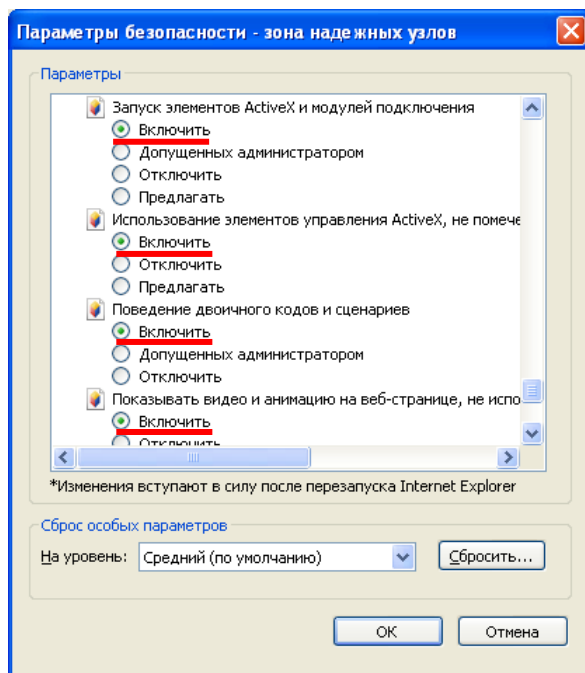 Параметры безопасности - зона надежных узлов
Параметры
Запуск элементов ActiveX и модулей подключения
Включить
Допущенных администратором
Отключить
Предлагать
Использование элементов управления ActiveX, не помече
Включить
Отключить
Предлагать
Поведение двоичного кодов и сценариев
Включить
Допущенных администратором
Отключить
Показывать видео и анимацию на веб-странице, не испо
Включить
Отключить
*Изменения вступают в силу после перезапуска Internet Explorer
Сброс особых параметров
На уровень: Средний (по умолчанию) Сбросить...
ОК Отмена